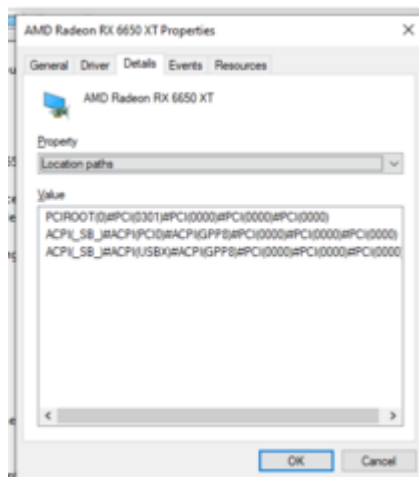 AMD Radeon RX 6650 XT Properties
General Driver Details Events Resources
AMD Radeon RX 6650 XT
Property
Location paths
Value
PCIROOT(0)#PCI(0301)#PCI(0000)#PCI(0000)#PCI(0000)
ACPI(_SB_)#ACPI(PCI0)#ACPI(GPP8)#PCI(0000)#PCI(0000)#PCI(0000)
ACPI(_SB_)#ACPI(USBX)#ACPI(GPP8)#PCI(0000)#PCI(0000)#PCI(0000
OK Cancel